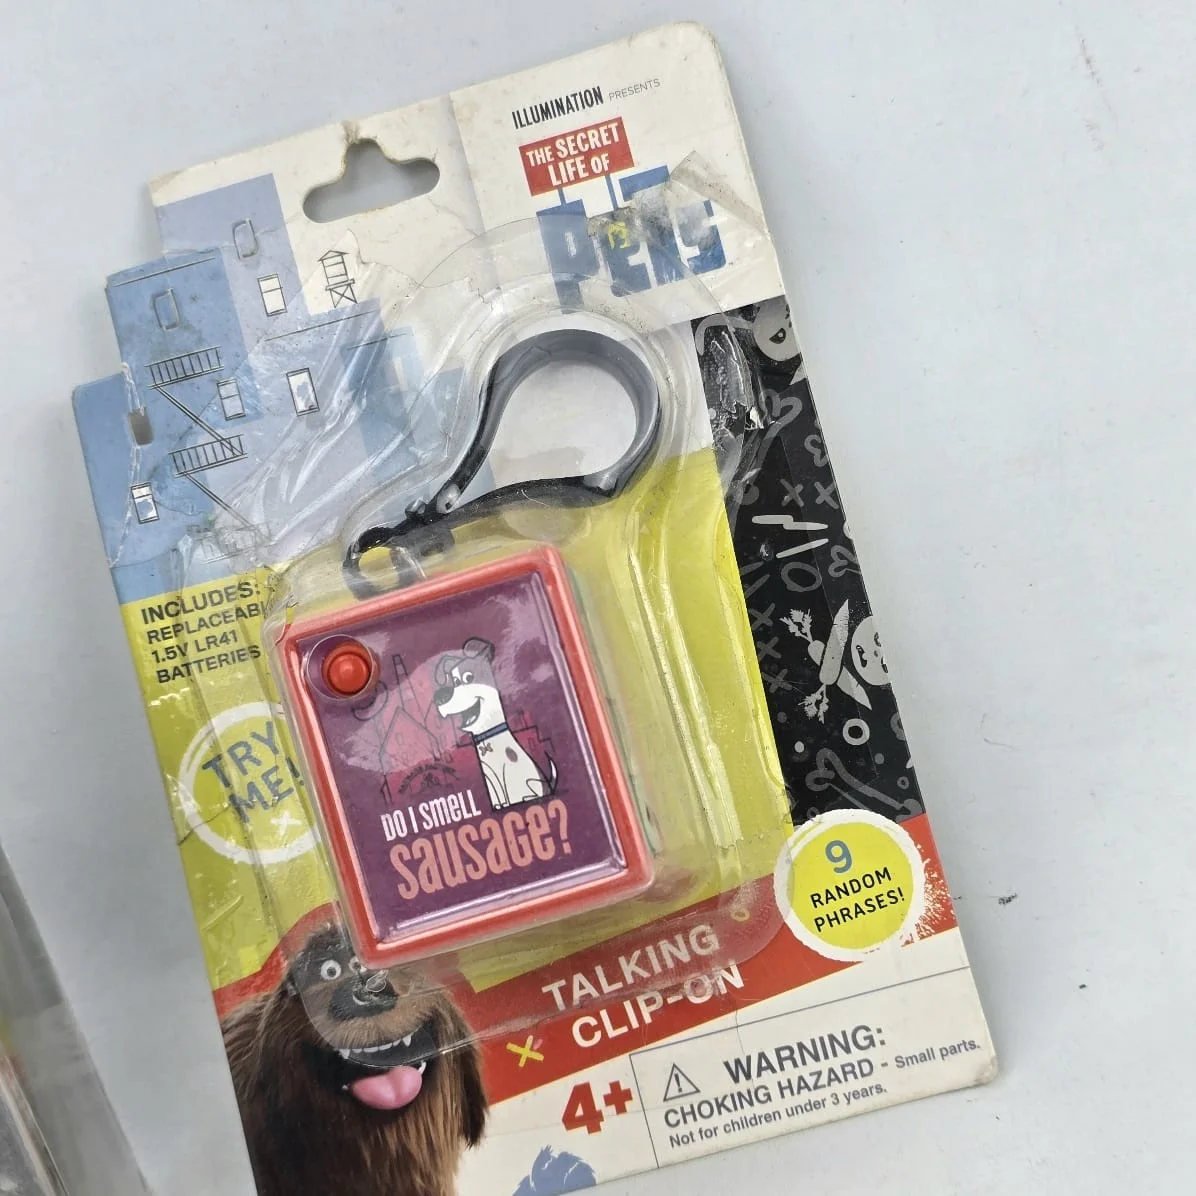 ILLUMINATION PRESENTS
THE SECRET
LIFE OF
PETS
INCLUDES:
REPLACEABL
1.5V LR41
BATTERIES
TRY
ME!
DO I SMELL
SAUSAGE?
9
RANDOM
PHRASES!
TALKING
CLIP-ON
4+
WARNING:
CHOKING HAZARD - Small parts.
Not for children under 3 years.